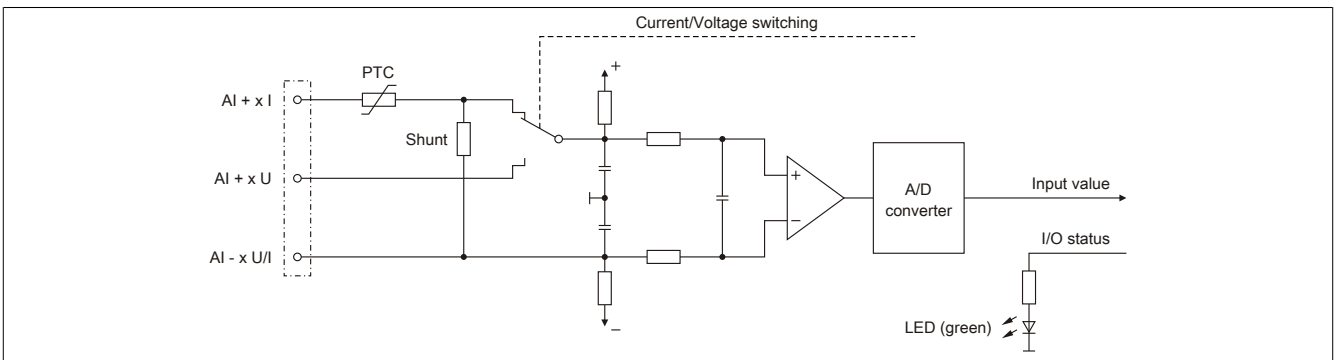 Current/Voltage switching
PTC
+
AI + x I
Shunt
AI + x U
+
−
A/D
converter
Input value
I/O status
AI - x U/I
LED (green)
−